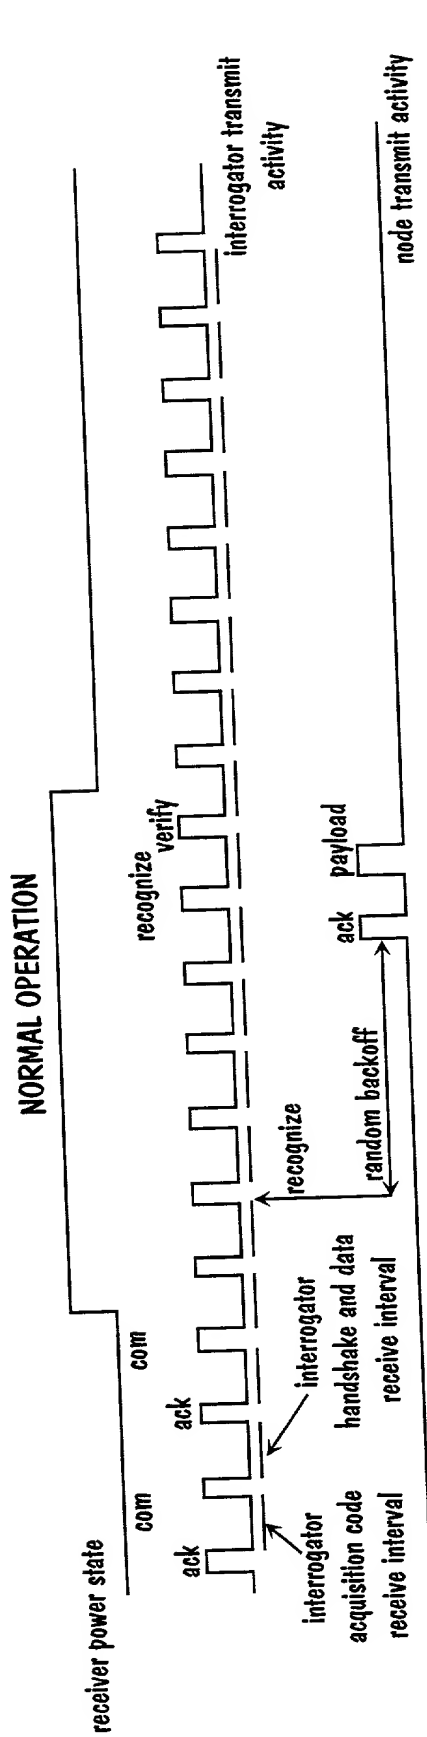 NORMAL OPERATION
receiver power state
com
com
ack
ack
recognize
verify
interrogator transmit
activity
interrogator
acquisition code
receive interval
interrogator
handshake and data
receive interval
recognize
random backoff
ack
payload
node transmit activity